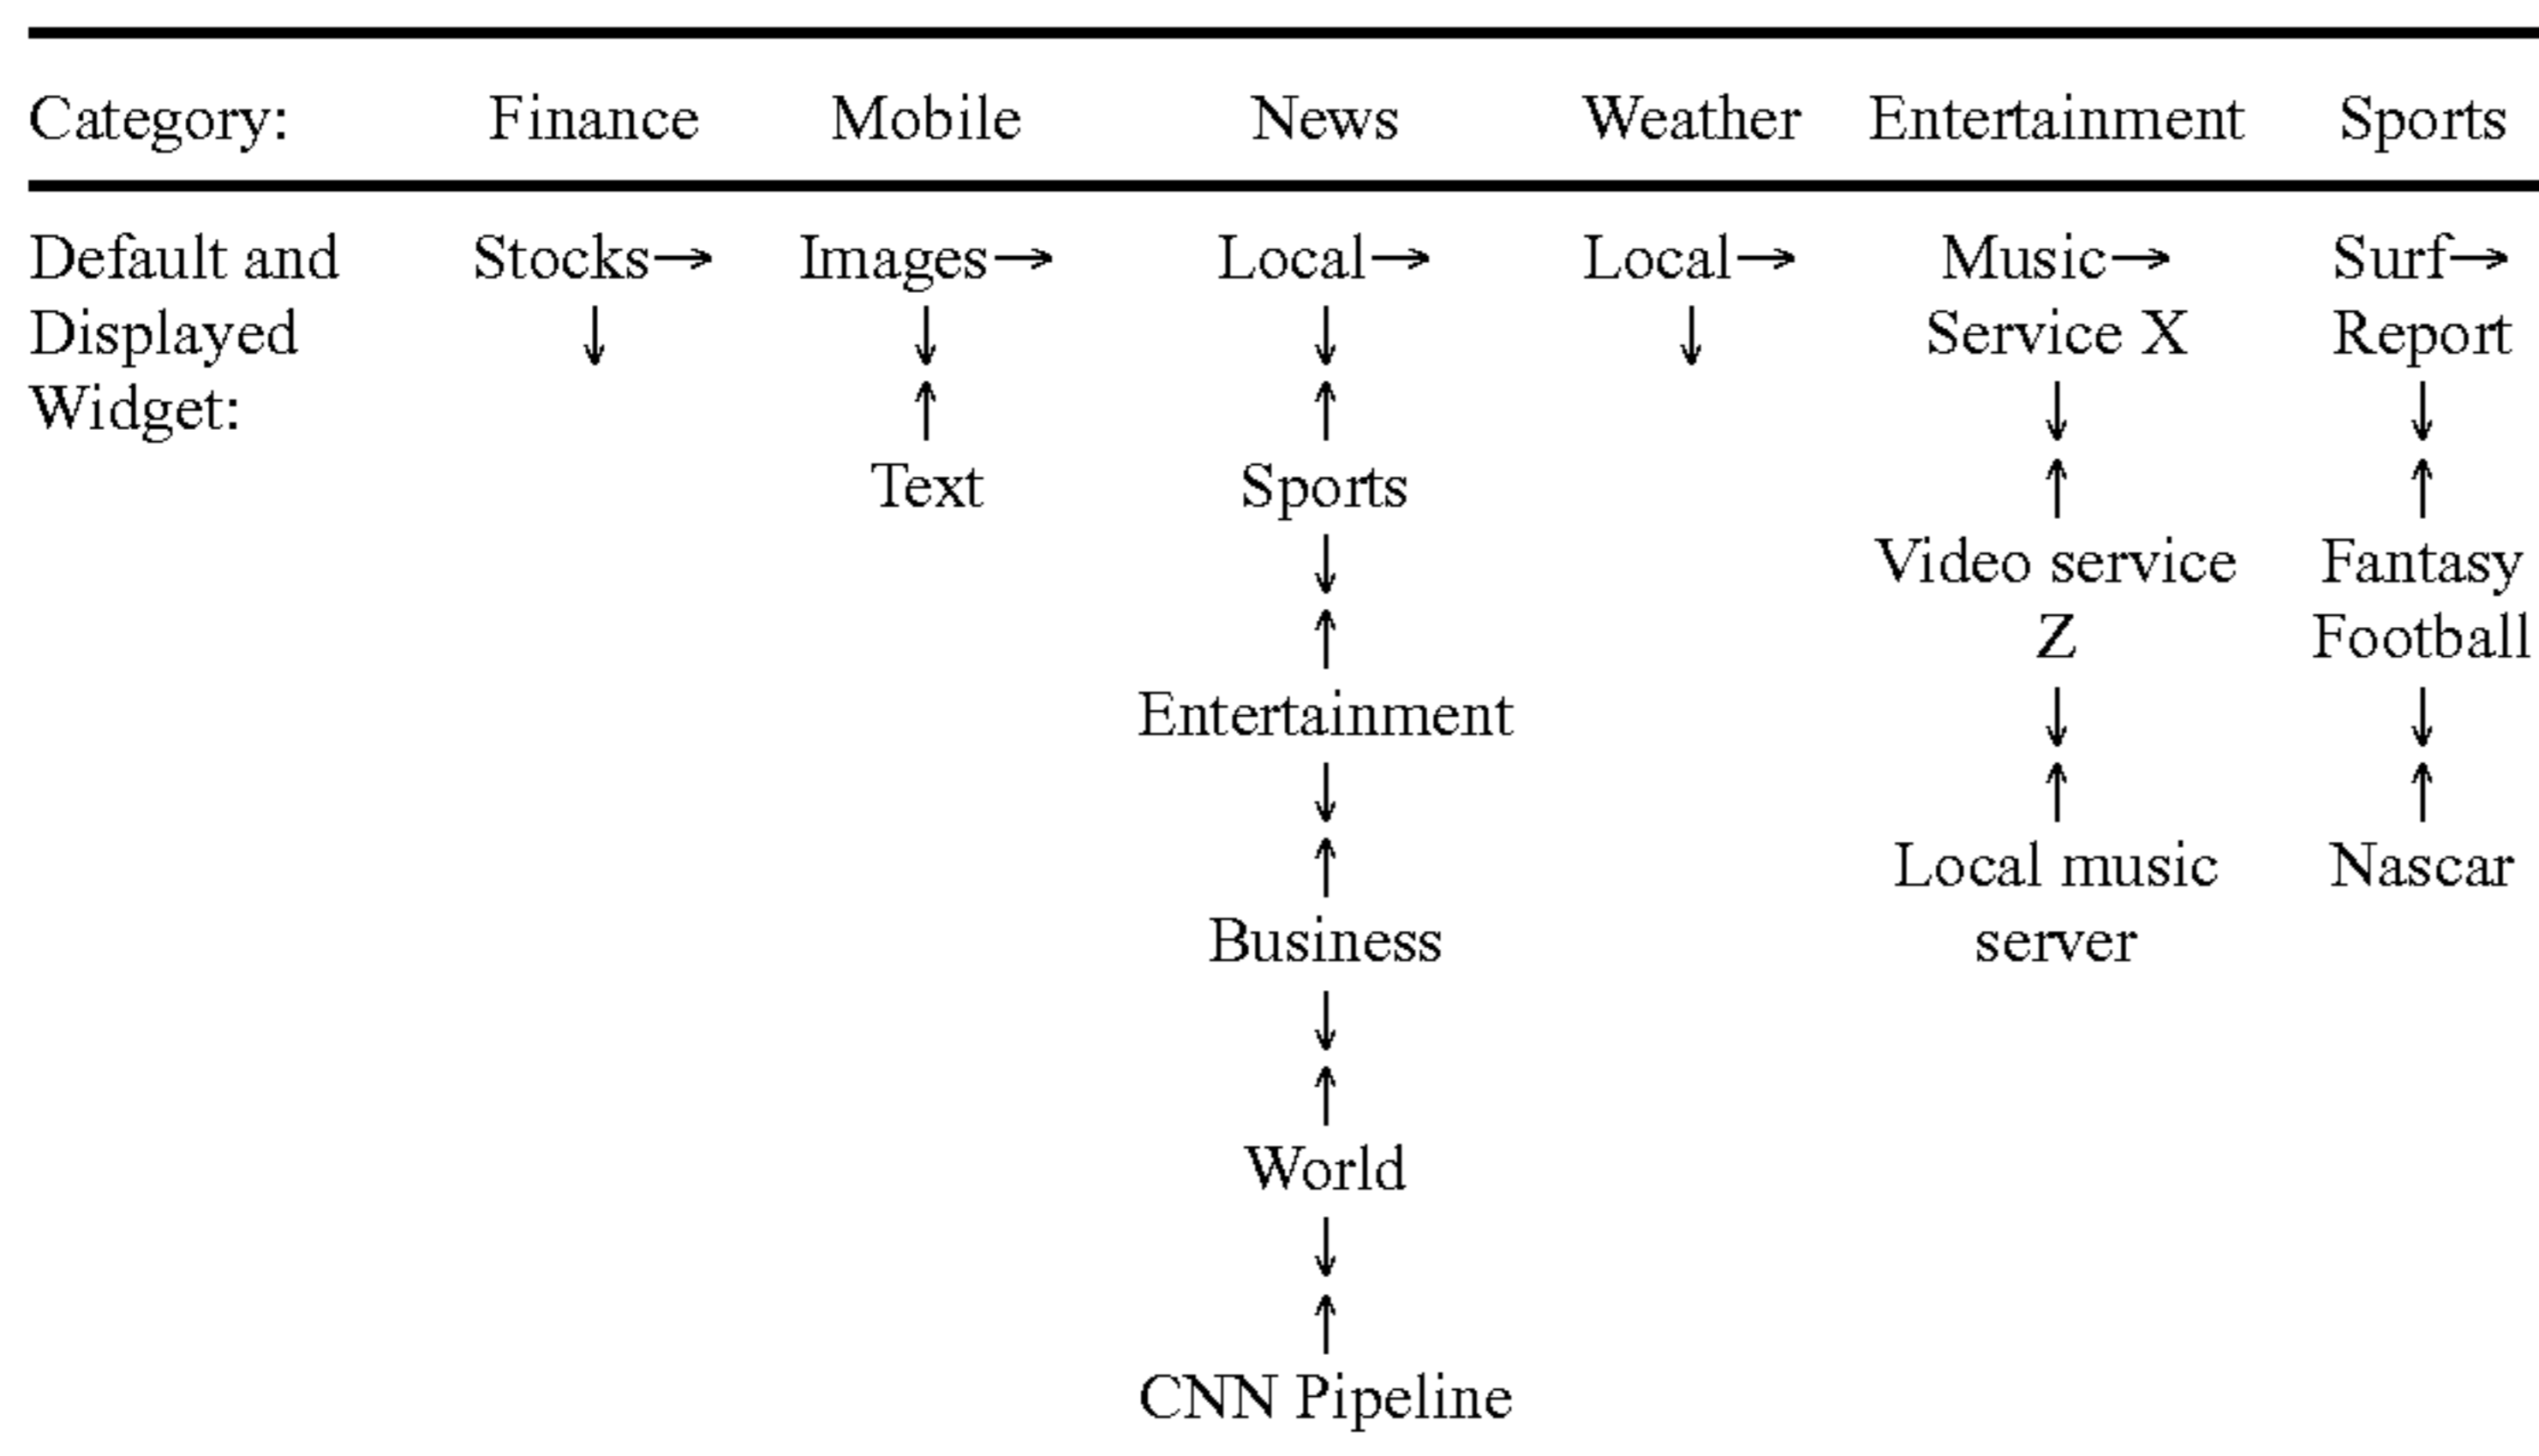 Category: Finance Mobile News Weather Entertainment Sports
Default and Stocks→ Images→ Local→ Local→ Music→ Surf→
Displayed ↓ ↓ ↓ ↓ Service X Report
Widget: ↑ ↑ ↓ ↓
Text Sports ↑ ↑
↓ Video service Fantasy
↑ Z Football
Entertainment ↓ ↓
↓ ↑ ↑
↑ Local music Nascar
Business server
↓
↑
World
↓
↑
CNN Pipeline